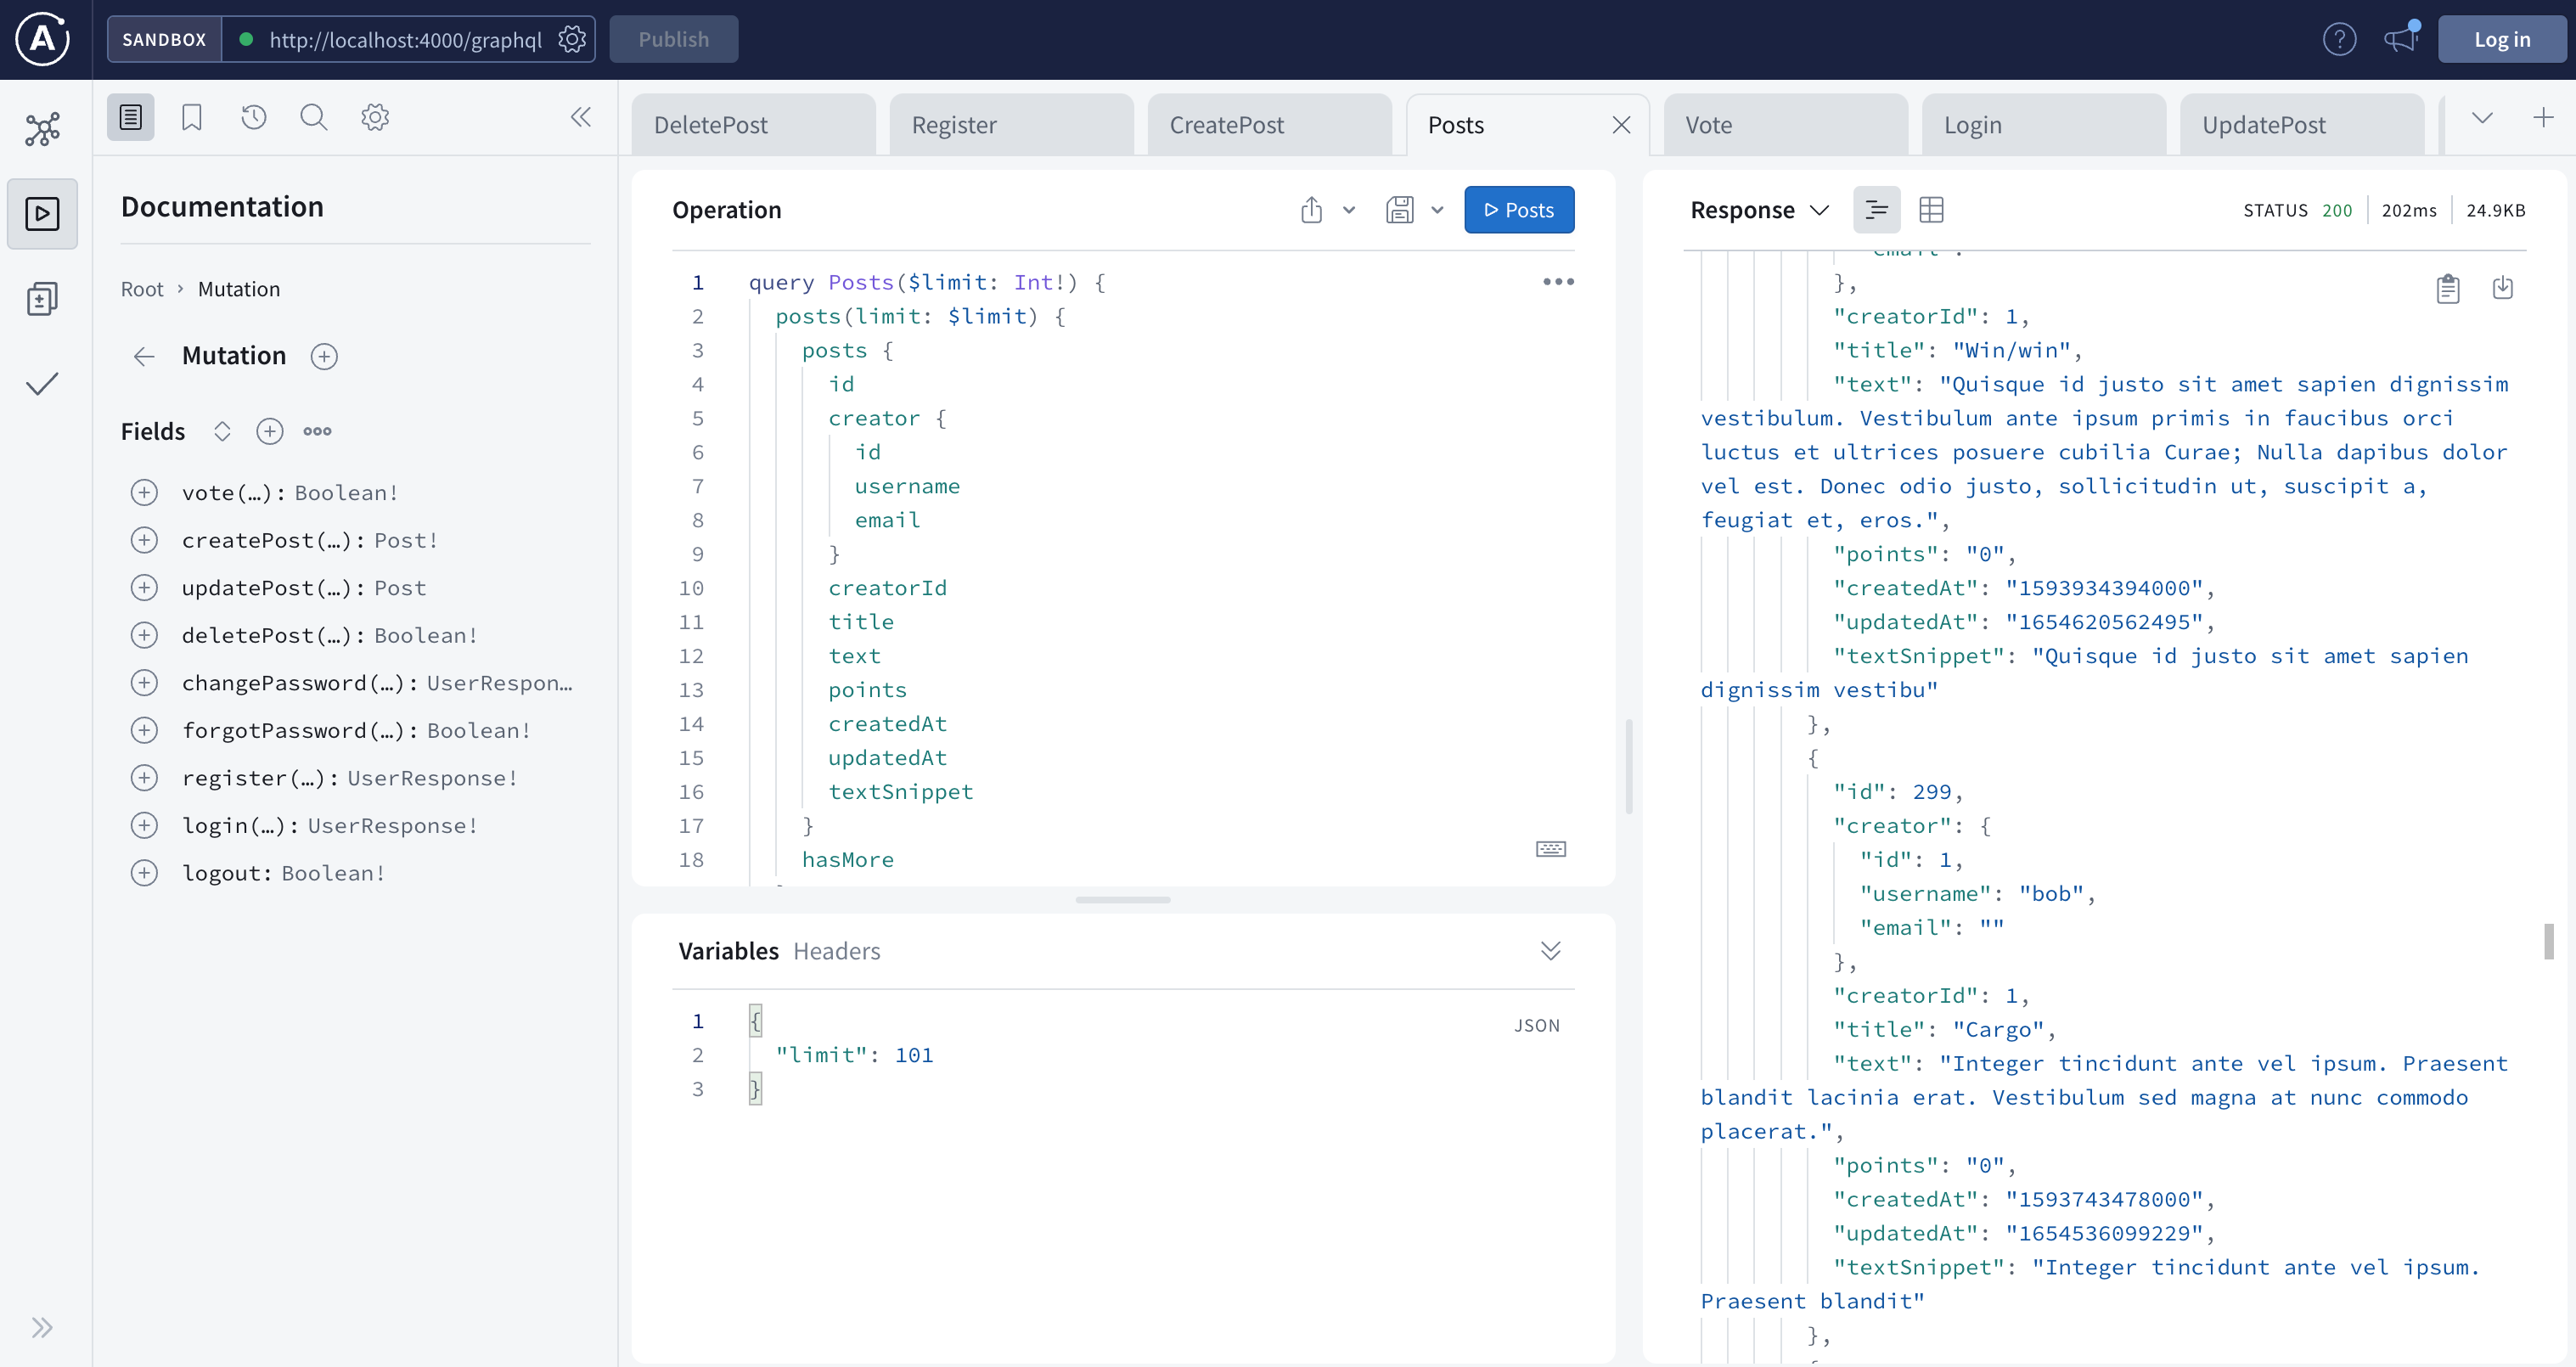 A
SANDBOX
http://localhost:4000/graphql
Publish
?
Log in
DeletePost
Register
CreatePost
Posts
Vote
Login
UpdatePost
Documentation
Root › Mutation
Mutation
Fields
vote(…): Boolean!
createPost(…): Post!
updatePost(…): Post
deletePost(…): Boolean!
changePassword(…): UserRespon…
forgotPassword(…): Boolean!
register(…): UserResponse!
login(…): UserResponse!
logout: Boolean!
Operation
Posts
1 query Posts($limit: Int!) {
2 posts(limit: $limit) {
3 posts {
4 id
5 creator {
6 id
7 username
8 email
9 }
10 creatorId
11 title
12 text
13 points
14 createdAt
15 updatedAt
16 textSnippet
17 }
18 hasMore
Variables Headers
JSON
1 {
2 "limit": 101
3 }
Response
STATUS 200 202ms 24.9KB
},
"creatorId": 1,
"title": "Win/win",
"text": "Quisque id justo sit amet sapien dignissim
vestibulum. Vestibulum ante ipsum primis in faucibus orci
luctus et ultrices posuere cubilia Curae; Nulla dapibus dolor
vel est. Donec odio justo, sollicitudin ut, suscipit a,
feugiat et, eros.",
"points": "0",
"createdAt": "1593934394000",
"updatedAt": "1654620562495",
"textSnippet": "Quisque id justo sit amet sapien
dignissim vestibu"
},
{
"id": 299,
"creator": {
"id": 1,
"username": "bob",
"email": ""
},
"creatorId": 1,
"title": "Cargo",
"text": "Integer tincidunt ante vel ipsum. Praesent
blandit lacinia erat. Vestibulum sed magna at nunc commodo
placerat.",
"points": "0",
"createdAt": "1593743478000",
"updatedAt": "1654536099229",
"textSnippet": "Integer tincidunt ante vel ipsum.
Praesent blandit"
},